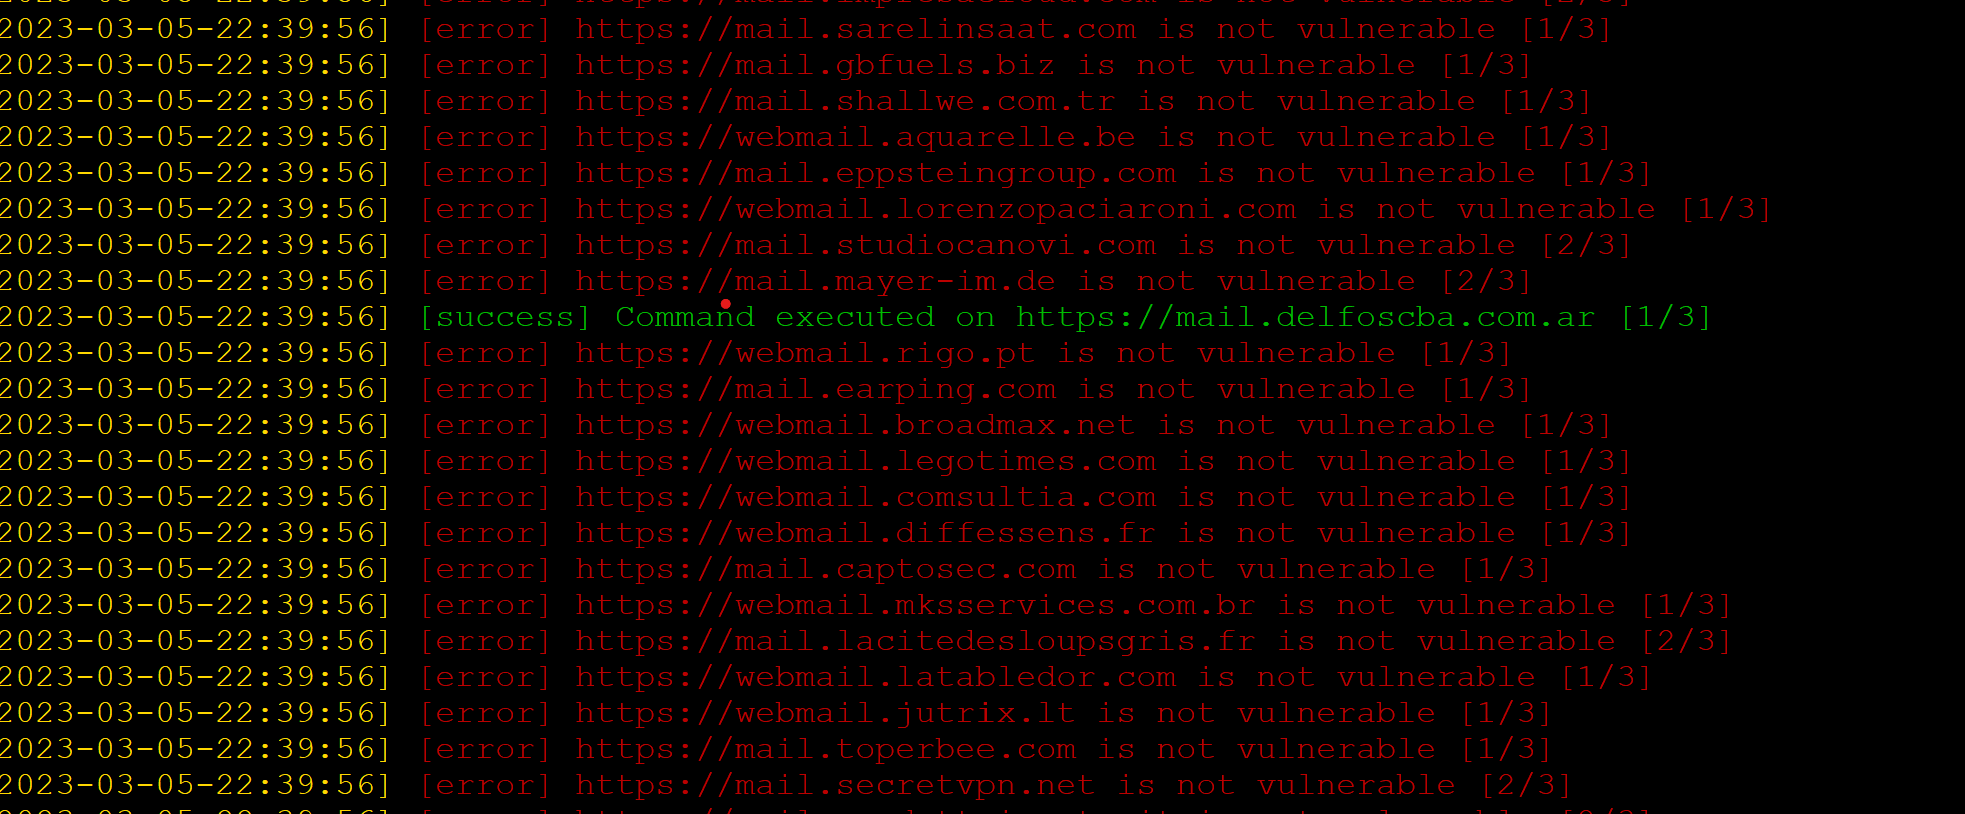 2023-03-05-22:39:56] [error] https://mail.sarelinsaat.com is not vulnerable [1/3]
2023-03-05-22:39:56] [error] https://mail.gbfuels.biz is not vulnerable [1/3]
2023-03-05-22:39:56] [error] https://mail.shallwe.com.tr is not vulnerable [1/3]
2023-03-05-22:39:56] [error] https://webmail.aquarelle.be is not vulnerable [1/3]
2023-03-05-22:39:56] [error] https://mail.eppsteingroup.com is not vulnerable [1/3]
2023-03-05-22:39:56] [error] https://webmail.lorenzopaciaroni.com is not vulnerable [1/3]
2023-03-05-22:39:56] [error] https://mail.studiocanovi.com is not vulnerable [2/3]
2023-03-05-22:39:56] [error] https://mail.mayer-im.de is not vulnerable [2/3]
2023-03-05-22:39:56] [success] Command executed on https://mail.delfoscba.com.ar [1/3]
2023-03-05-22:39:56] [error] https://webmail.rigo.pt is not vulnerable [1/3]
2023-03-05-22:39:56] [error] https://mail.earping.com is not vulnerable [1/3]
2023-03-05-22:39:56] [error] https://webmail.broadmax.net is not vulnerable [1/3]
2023-03-05-22:39:56] [error] https://webmail.legotimes.com is not vulnerable [1/3]
2023-03-05-22:39:56] [error] https://webmail.comsultia.com is not vulnerable [1/3]
2023-03-05-22:39:56] [error] https://webmail.diffessens.fr is not vulnerable [1/3]
2023-03-05-22:39:56] [error] https://mail.captosec.com is not vulnerable [1/3]
2023-03-05-22:39:56] [error] https://webmail.mksservices.com.br is not vulnerable [1/3]
2023-03-05-22:39:56] [error] https://mail.lacitedesloupsgris.fr is not vulnerable [2/3]
2023-03-05-22:39:56] [error] https://webmail.latabledor.com is not vulnerable [1/3]
2023-03-05-22:39:56] [error] https://webmail.jutrix.lt is not vulnerable [1/3]
2023-03-05-22:39:56] [error] https://mail.toperbee.com is not vulnerable [1/3]
2023-03-05-22:39:56] [error] https://mail.secretvpn.net is not vulnerable [2/3]